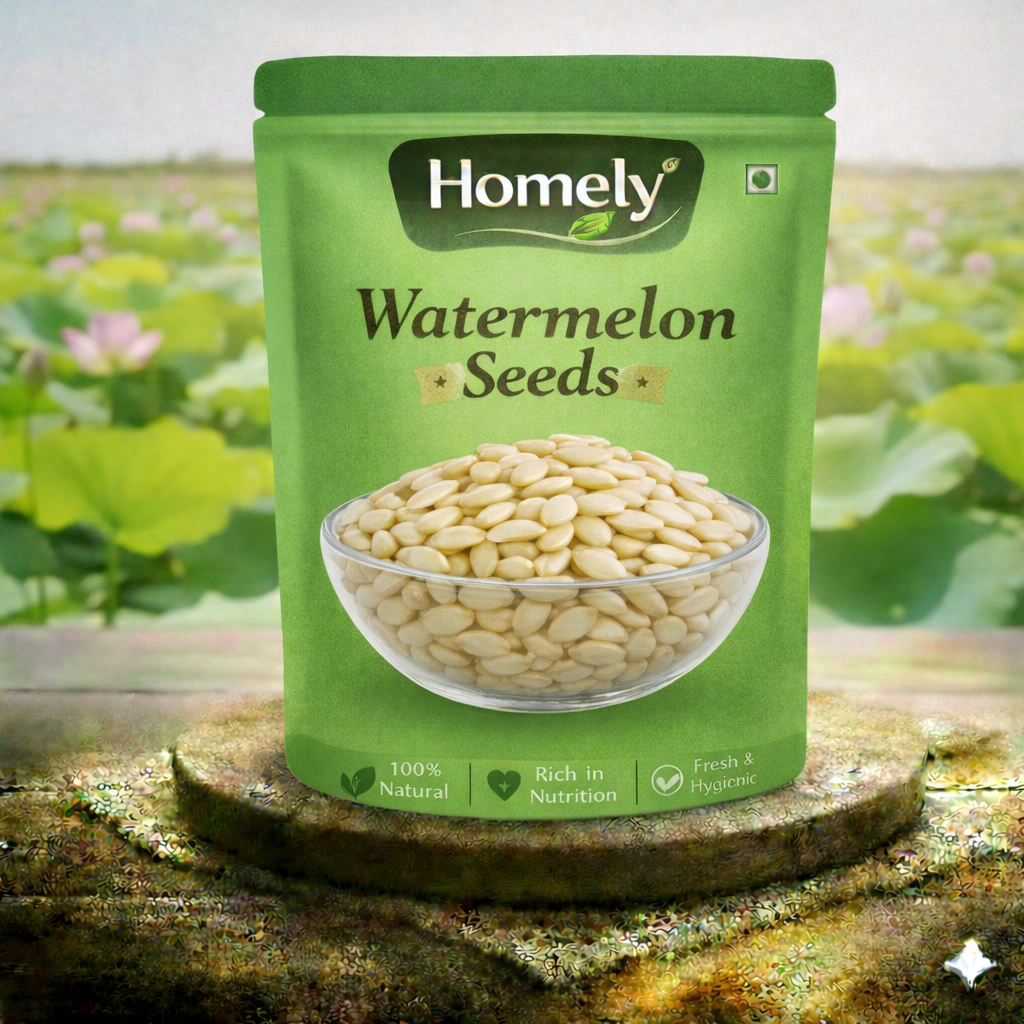 Homely
Watermelon
Seeds
100%
Natural
Rich in
Nutrition
Fresh &
Hygienic